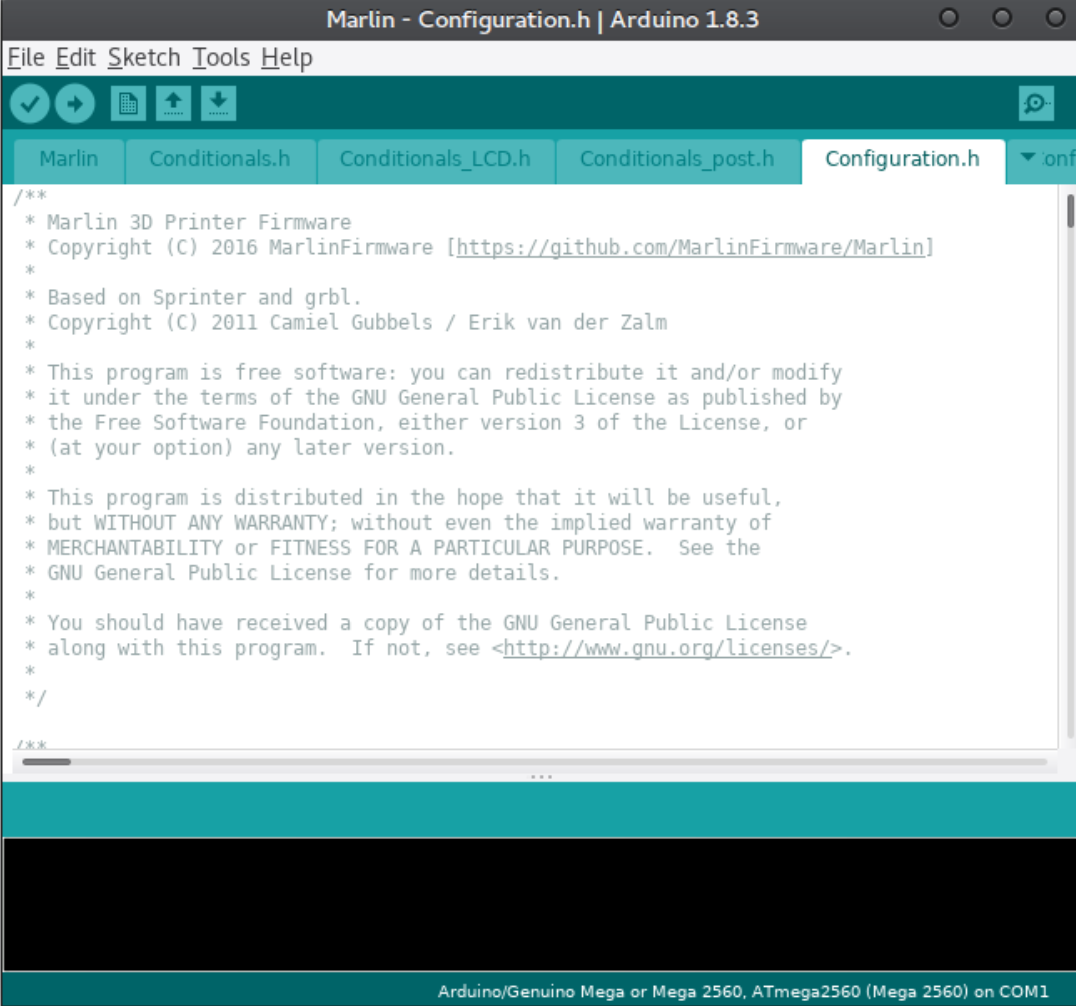 Marlin - Configuration.h | Arduino 1.8.3
File Edit Sketch Tools Help
Marlin Conditionals.h Conditionals_LCD.h Conditionals_post.h Configuration.h Conf
/**
 * Marlin 3D Printer Firmware
 * Copyright (C) 2016 MarlinFirmware [https://github.com/MarlinFirmware/Marlin]
 *
 * Based on Sprinter and grbl.
 * Copyright (C) 2011 Camiel Gubbels / Erik van der Zalm
 *
 * This program is free software: you can redistribute it and/or modify
 * it under the terms of the GNU General Public License as published by
 * the Free Software Foundation, either version 3 of the License, or
 * (at your option) any later version.
 *
 * This program is distributed in the hope that it will be useful,
 * but WITHOUT ANY WARRANTY; without even the implied warranty of
 * MERCHANTABILITY or FITNESS FOR A PARTICULAR PURPOSE.  See the
 * GNU General Public License for more details.
 *
 * You should have received a copy of the GNU General Public License
 * along with this program.  If not, see <http://www.gnu.org/licenses/>.
 *
 */
/**
Arduino/Genuino Mega or Mega 2560, ATmega2560 (Mega 2560) on COM1